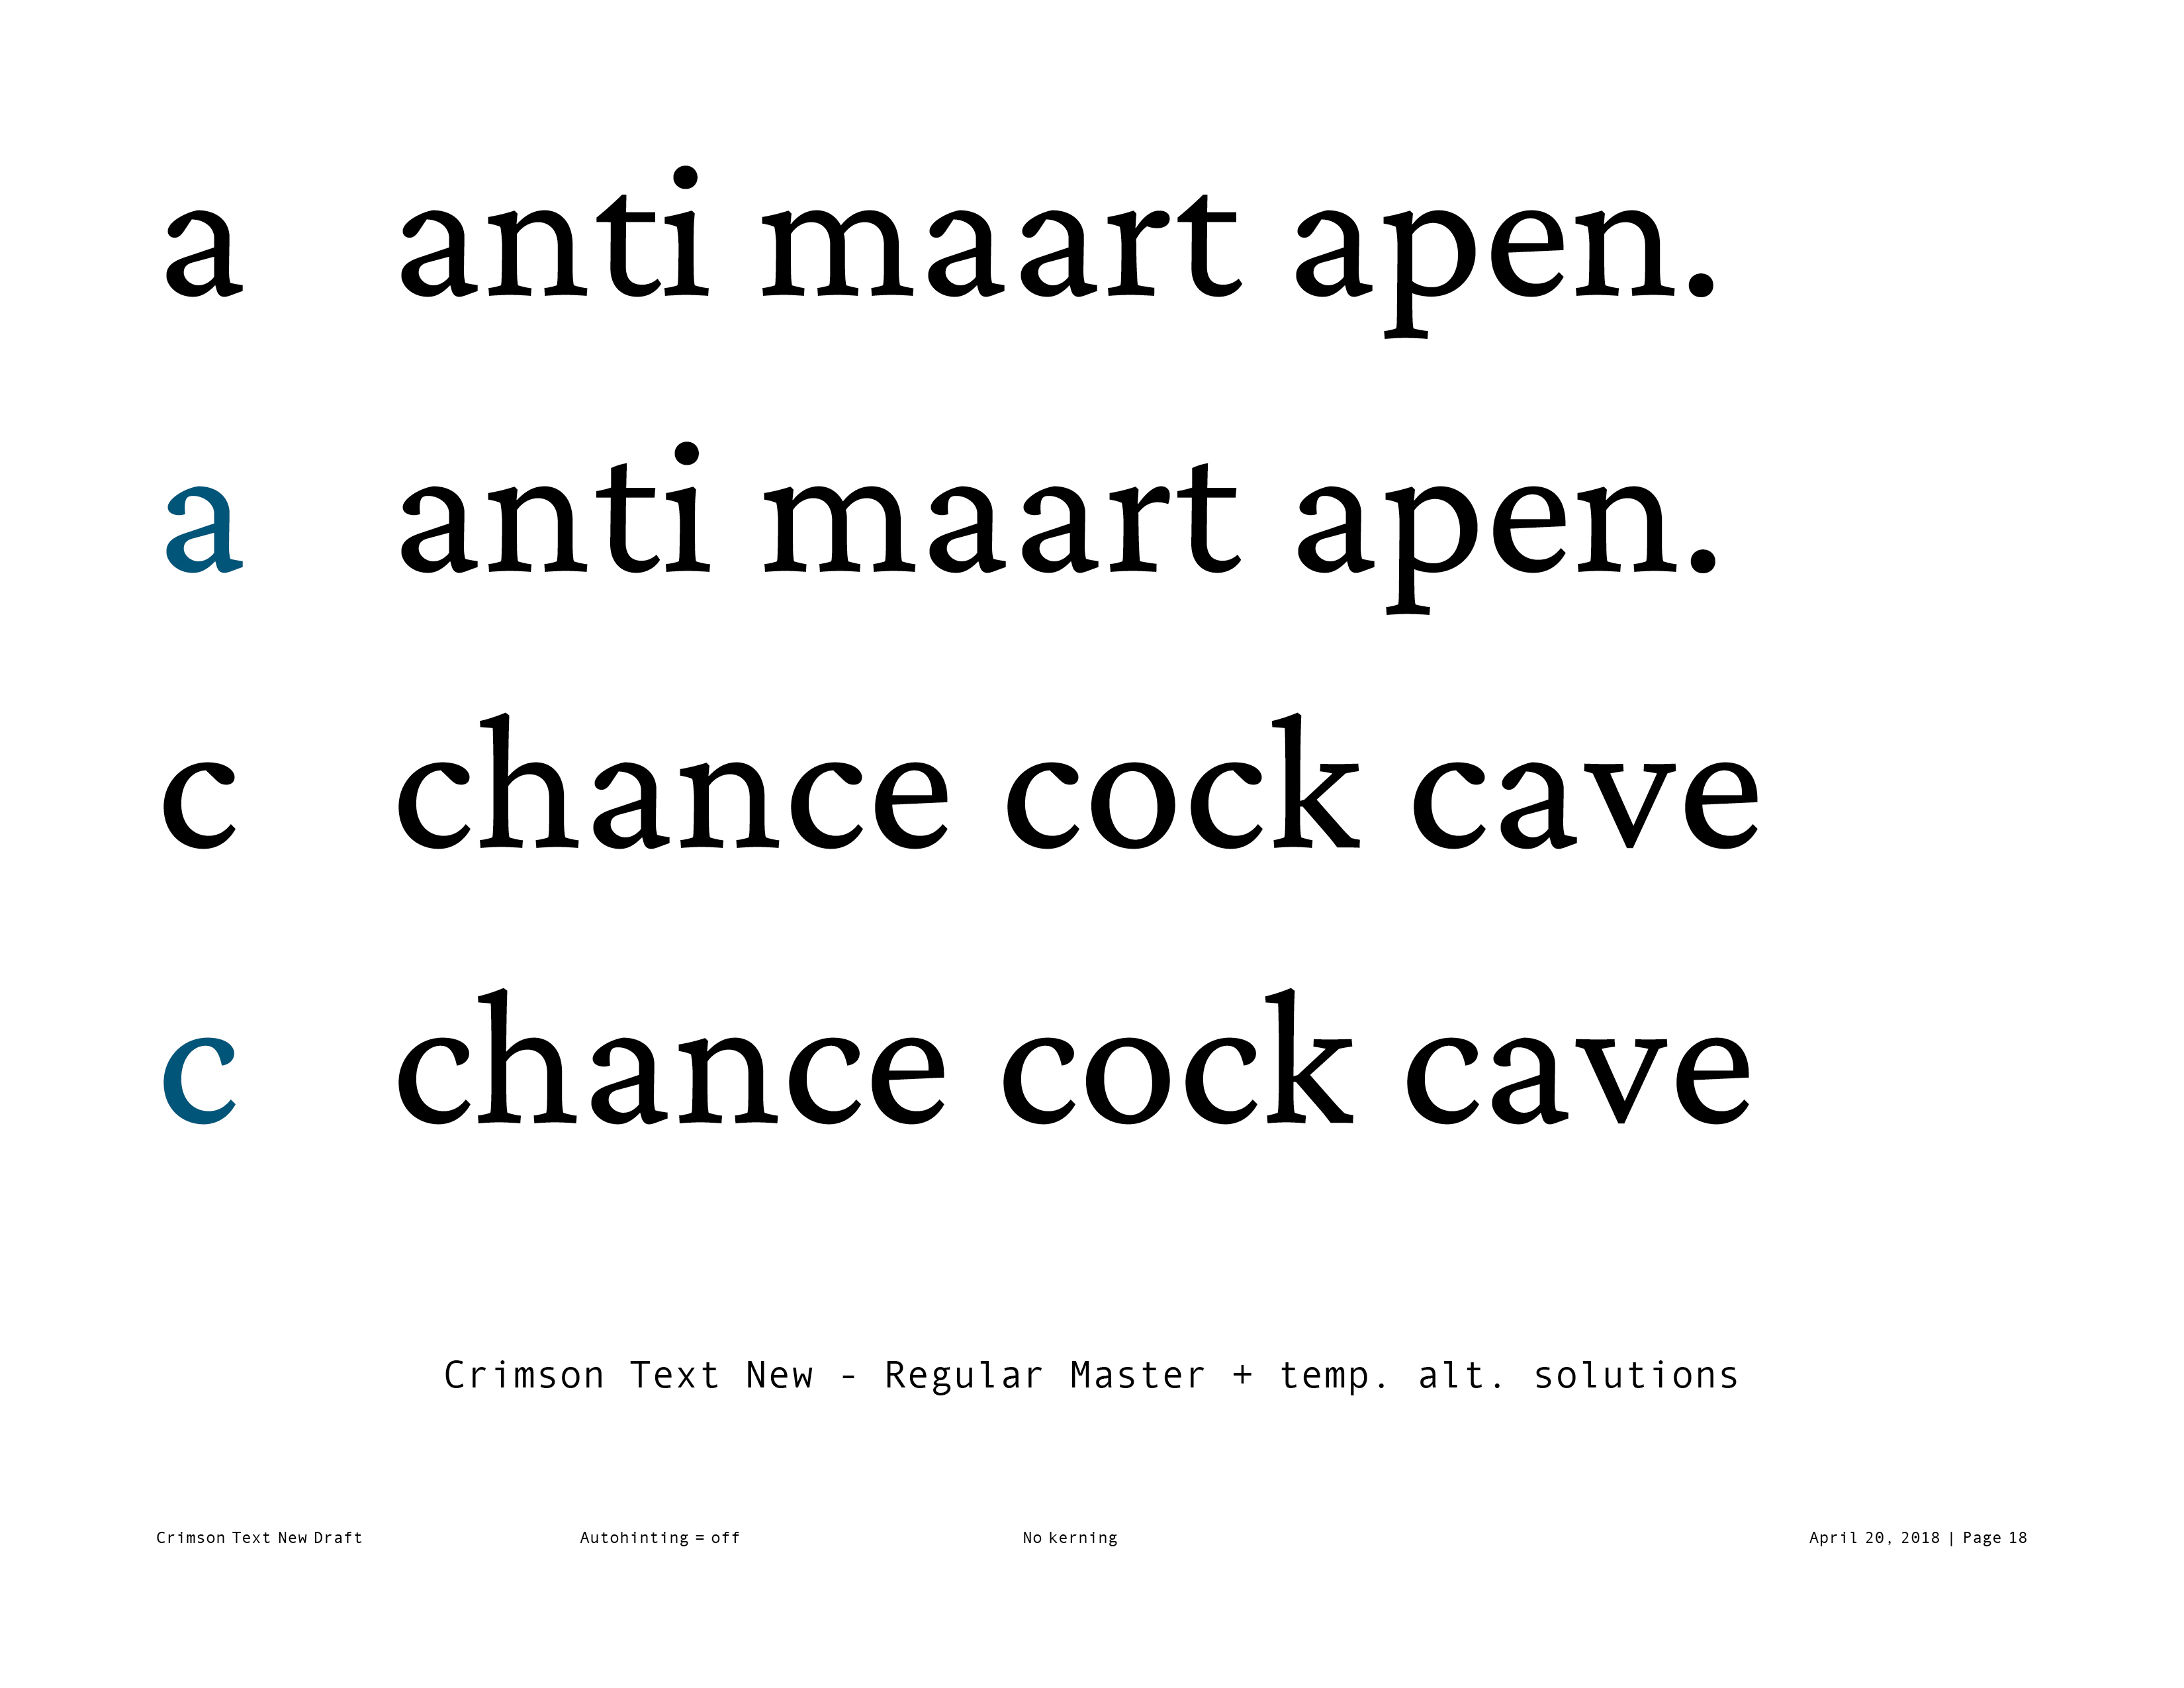 a anti maart apen.
a anti maart apen.
c chance cock cave
c chance cock cave
Crimson Text New - Regular Master + temp. alt. solutions
Crimson Text New Draft Autohinting = off No kerning April 20, 2018 | Page 18